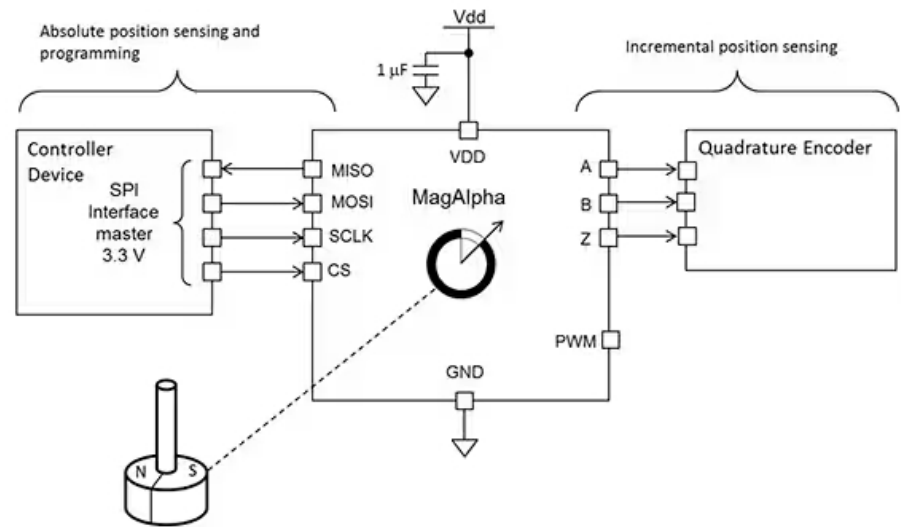 Absolute position sensing and
programming
Vdd
1 μF
Incremental position sensing
Controller
Device
SPI
Interface
master
3.3 V
MISO
MOSI
SCLK
CS
VDD
MagAlpha
GND
A
B
Z
PWM
Quadrature Encoder
N
S